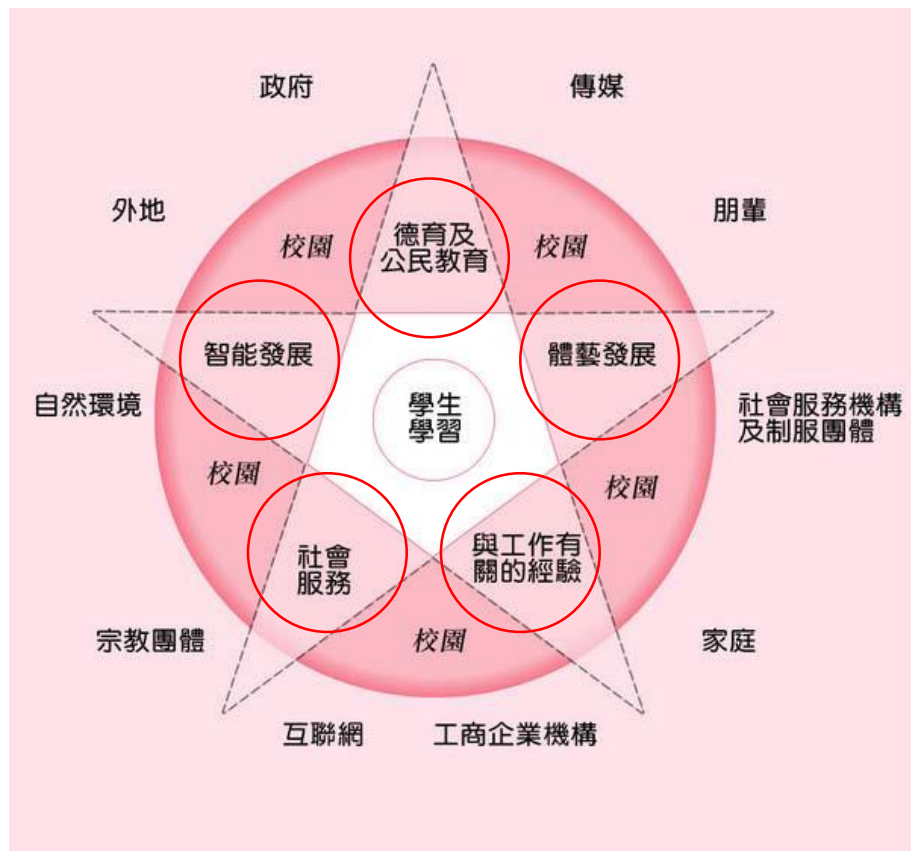 政府
傳媒
外地
朋輩
校園
德育及
公民教育
校園
智能發展
體藝發展
自然環境
學生
學習
社會服務機構
及制服團體
校園
校園
社會
服務
與工作有
關的經驗
宗教團體
校園
家庭
互聯網
工商企業機構